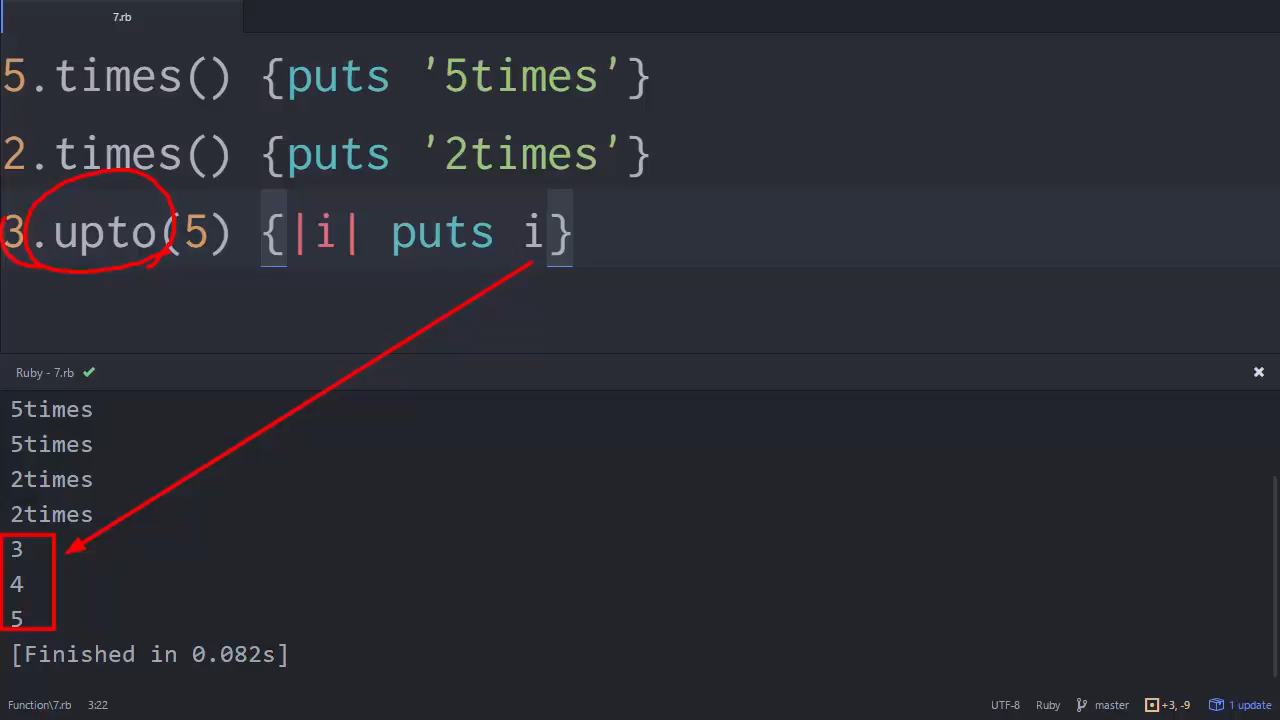 7.rb
5.times() {puts '5times'}
2.times() {puts '2times'}
3.upto(5) {|i| puts i}
Ruby - 7.rb
5times
5times
2times
2times
3
4
5
[Finished in 0.082s]
Function\7.rb 3:22 UTF-8 Ruby master +3, -9 1 update